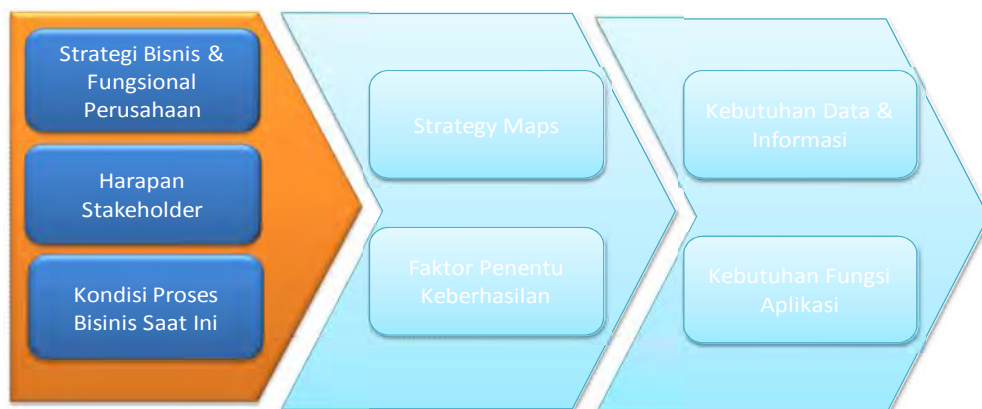 Strategi Bisnis &
Fungsional
Perusahaan
Harapan
Stakeholder
Kondisi Proses
Bisinis Saat Ini
Strategy Maps
Faktor Penentu
Keberhasilan
Kebutuhan Data &
Informasi
Kebutuhan Fungsi
Aplikasi